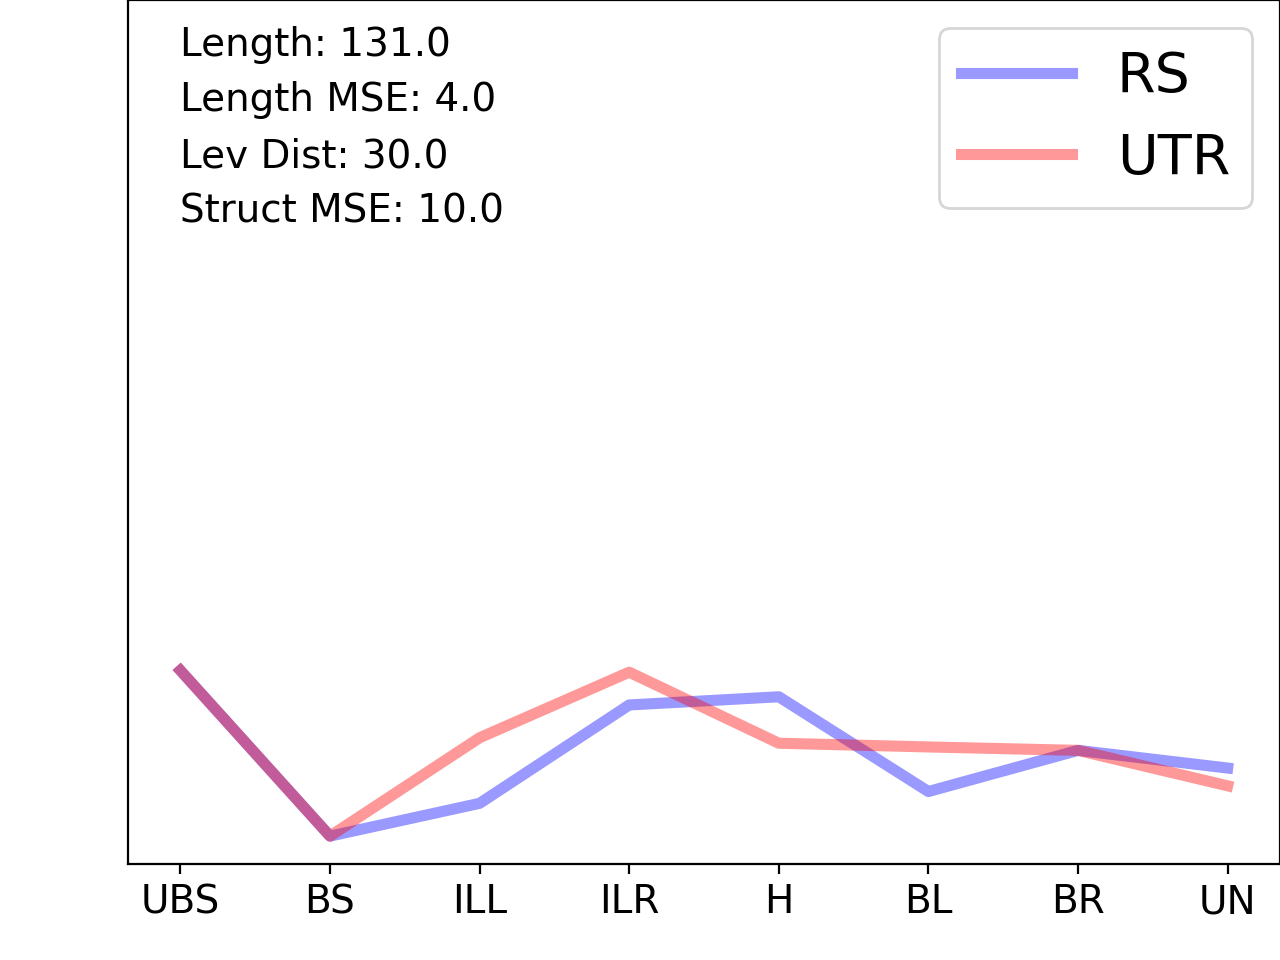 Length: 131.0
Length MSE: 4.0
Lev Dist: 30.0
Struct MSE: 10.0
RS
UTR
UBS BS ILL ILR H BL BR UN